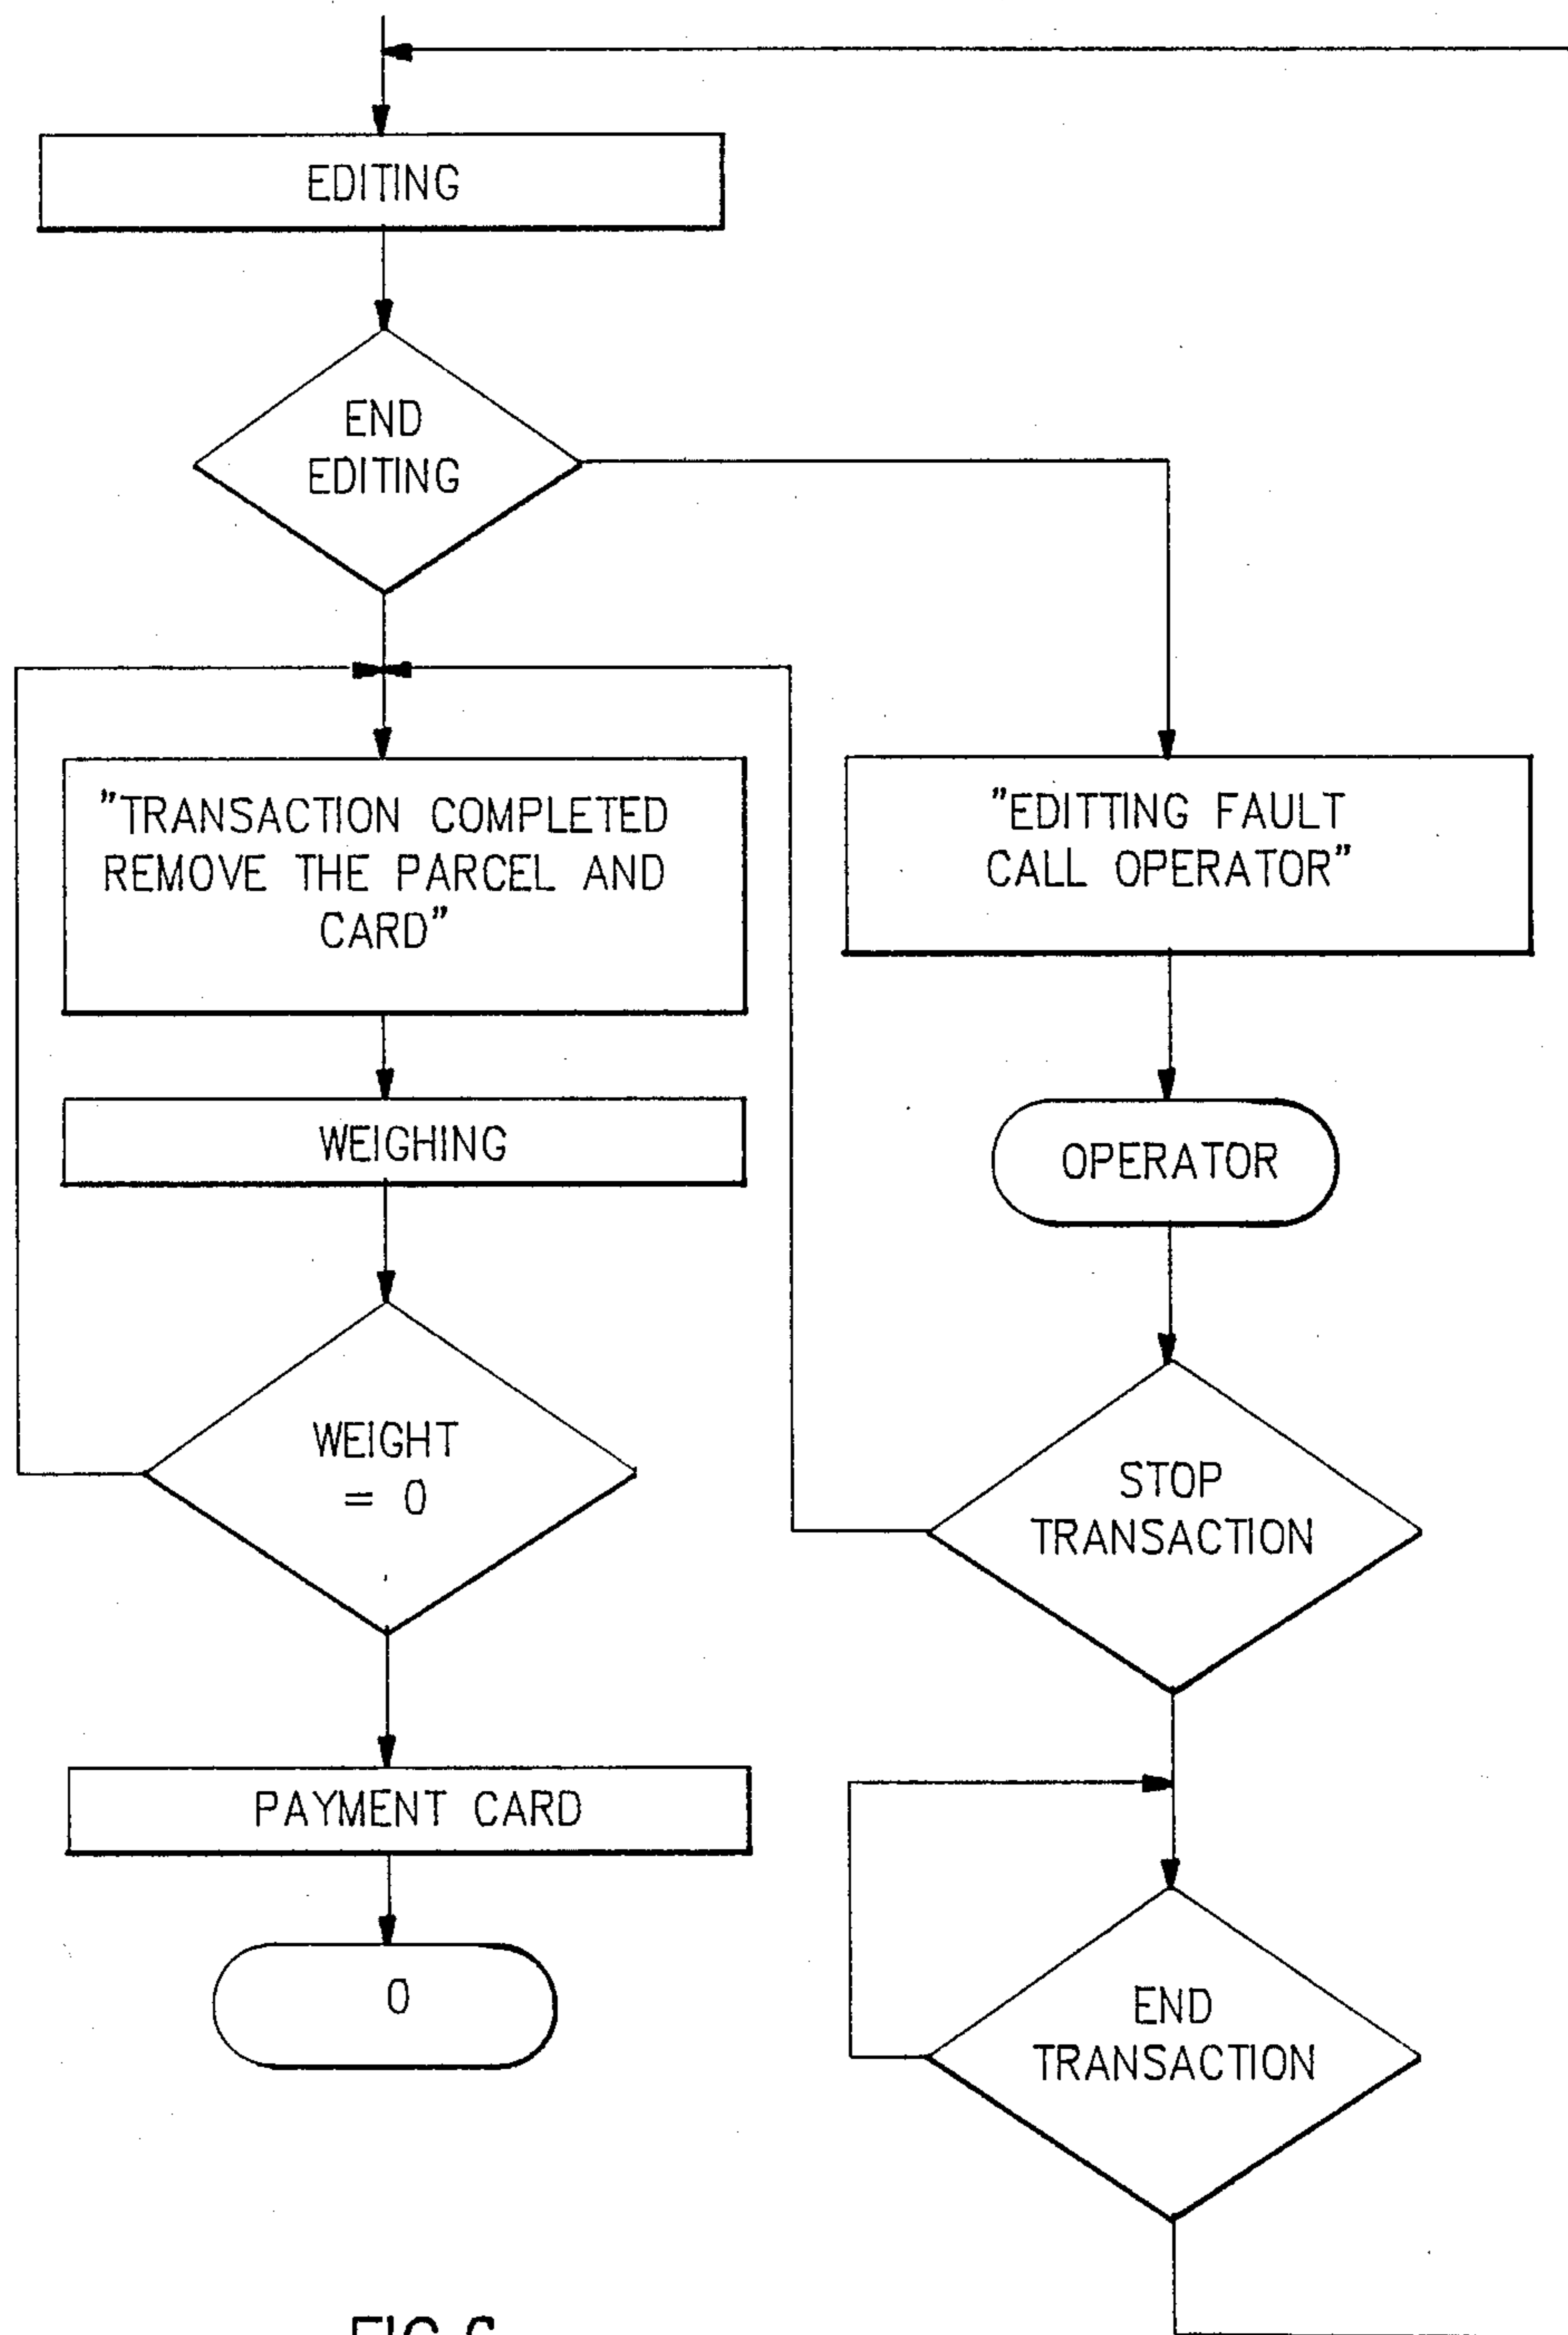 EDITING
END
EDITING
"TRANSACTION COMPLETED
REMOVE THE PARCEL AND
CARD"
WEIGHING
WEIGHT
= 0
PAYMENT CARD
0
"EDITTING FAULT
CALL OPERATOR"
OPERATOR
STOP
TRANSACTION
END
TRANSACTION